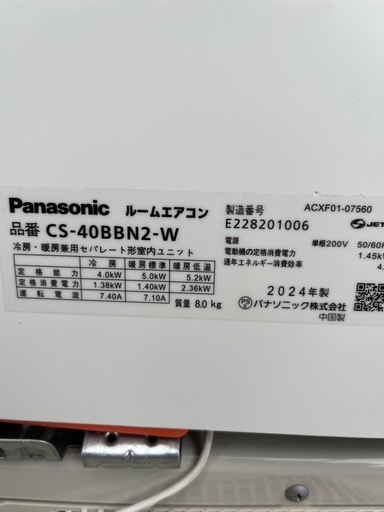 Panasonic ルームエアコン
品番 CS-40BBN2-W
冷房・暖房兼用セパレート形室内ユニット
冷房 暖房標準 暖房低温
定格能力 4.0kW 5.0kW 5.2kW
定格消費電力 1.38kW 1.40kW 2.36kW
運転電流 7.40A 7.10A
質量 8.0 kg
ACXF01-07560
製造番号
E228201006
JET
電源 単相200V 50/60
電動機の定格消費電力 1.45k
通年エネルギー消費効率 4.
2024年製
PS E パナソニック株式会社
中国製